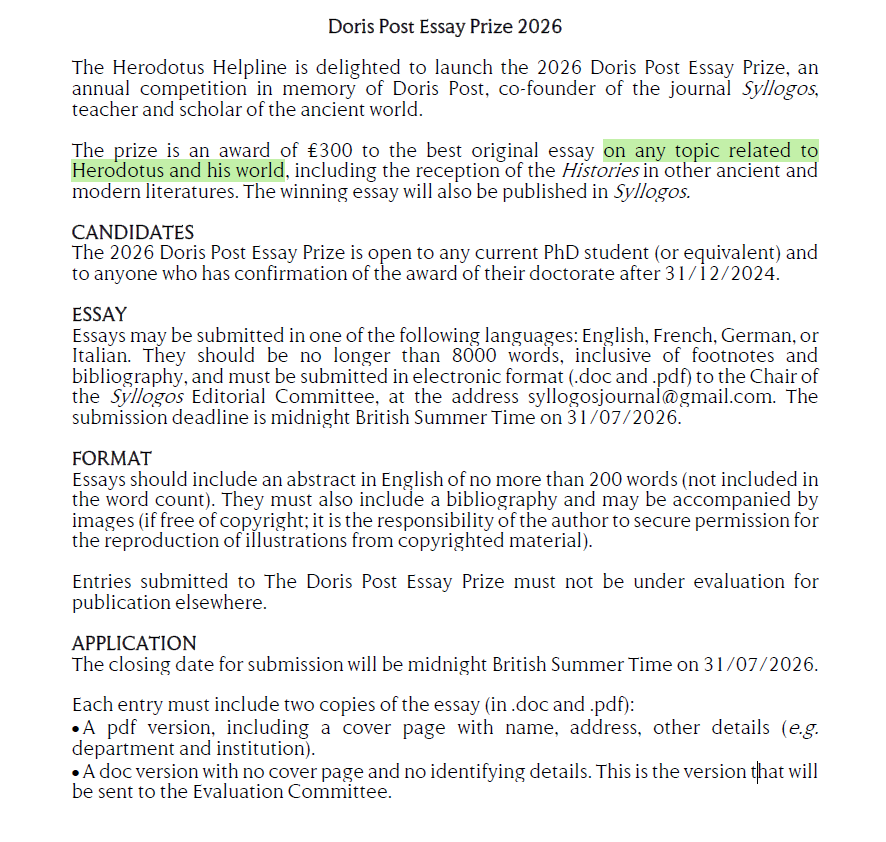 Doris Post Essay Prize 2026
The Herodotus Helpline is delighted to launch the 2026 Doris Post Essay Prize, an
annual competition in memory of Doris Post, co-founder of the journal Syllogos,
teacher and scholar of the ancient world.
The prize is an award of ₤300 to the best original essay on any topic related to
Herodotus and his world, including the reception of the Histories in other ancient and
modern literatures. The winning essay will also be published in Syllogos.
CANDIDATES
The 2026 Doris Post Essay Prize is open to any current PhD student (or equivalent) and
to anyone who has confirmation of the award of their doctorate after 31/12/2024.
ESSAY
Essays may be submitted in one of the following languages: English, French, German, or
Italian. They should be no longer than 8000 words, inclusive of footnotes and
bibliography, and must be submitted in electronic format (.doc and .pdf) to the Chair of
the Syllogos Editorial Committee, at the address syllogosjournal@gmail.com. The
submission deadline is midnight British Summer Time on 31/07/2026.
FORMAT
Essays should include an abstract in English of no more than 200 words (not included in
the word count). They must also include a bibliography and may be accompanied by
images (if free of copyright; it is the responsibility of the author to secure permission for
the reproduction of illustrations from copyrighted material).
Entries submitted to The Doris Post Essay Prize must not be under evaluation for
publication elsewhere.
APPLICATION
The closing date for submission will be midnight British Summer Time on 31/07/2026.
Each entry must include two copies of the essay (in .doc and .pdf):
• A pdf version, including a cover page with name, address, other details (e.g.
department and institution).
• A doc version with no cover page and no identifying details. This is the version that will
be sent to the Evaluation Committee.